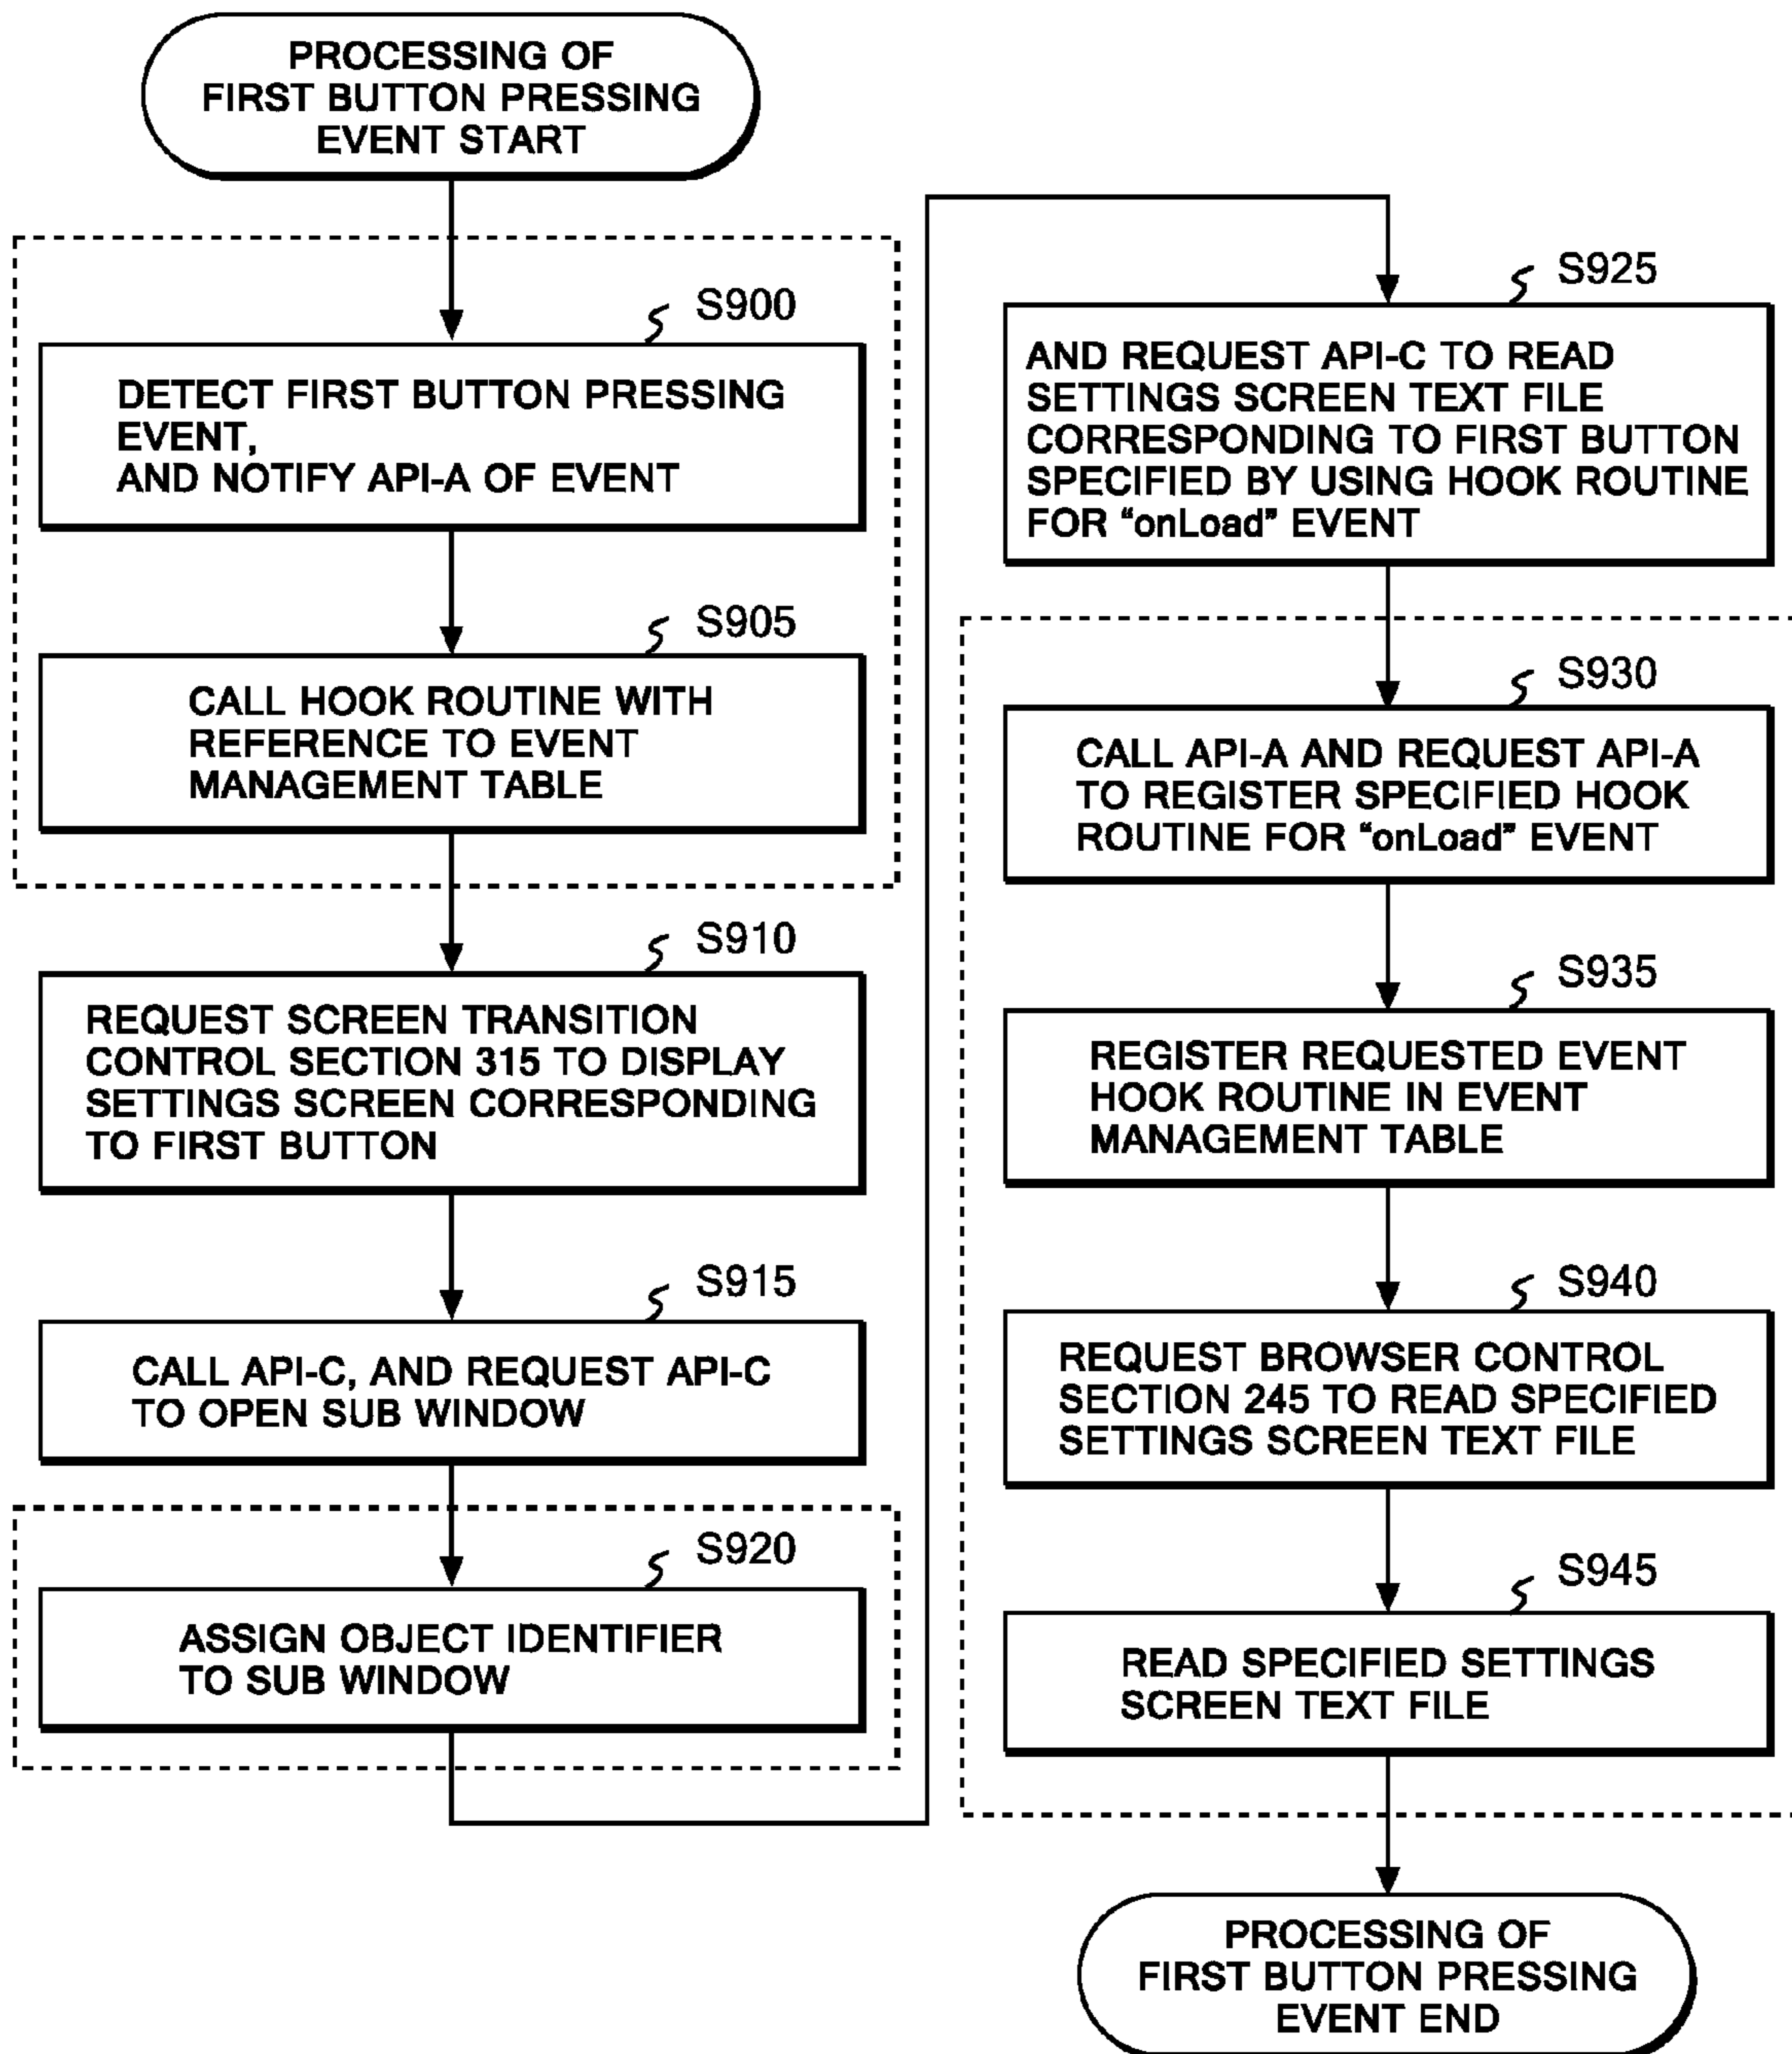 PROCESSING OF
FIRST BUTTON PRESSING
EVENT START
S900
DETECT FIRST BUTTON PRESSING
EVENT,
AND NOTIFY API-A OF EVENT
S905
CALL HOOK ROUTINE WITH
REFERENCE TO EVENT
MANAGEMENT TABLE
S910
REQUEST SCREEN TRANSITION
CONTROL SECTION 315 TO DISPLAY
SETTINGS SCREEN CORRESPONDING
TO FIRST BUTTON
S915
CALL API-C, AND REQUEST API-C
TO OPEN SUB WINDOW
S920
ASSIGN OBJECT IDENTIFIER
TO SUB WINDOW
S925
AND REQUEST API-C TO READ
SETTINGS SCREEN TEXT FILE
CORRESPONDING TO FIRST BUTTON
SPECIFIED BY USING HOOK ROUTINE
FOR “onLoad” EVENT
S930
CALL API-A AND REQUEST API-A
TO REGISTER SPECIFIED HOOK
ROUTINE FOR “onLoad” EVENT
S935
REGISTER REQUESTED EVENT
HOOK ROUTINE IN EVENT
MANAGEMENT TABLE
S940
REQUEST BROWSER CONTROL
SECTION 245 TO READ SPECIFIED
SETTINGS SCREEN TEXT FILE
S945
READ SPECIFIED SETTINGS
SCREEN TEXT FILE
PROCESSING OF
FIRST BUTTON PRESSING
EVENT END